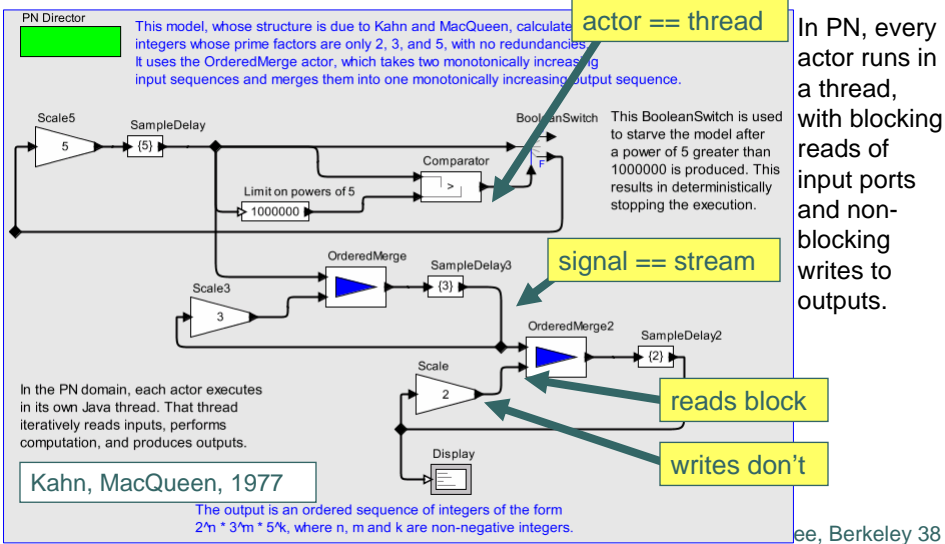 PN Director
This model, whose structure is due to Kahn and MacQueen, calculate
integers whose prime factors are only 2, 3, and 5, with no redundancies.
It uses the OrderedMerge actor, which takes two monotonically increasing
input sequences and merges them into one monotonically increasing output sequence.
actor == thread
In PN, every
actor runs in
a thread,
with blocking
reads of
input ports
and non-
blocking
writes to
outputs.
Scale5
5
SampleDelay
{5}
BooleanSwitch
F
This BooleanSwitch is used
to starve the model after
a power of 5 greater than
1000000 is produced. This
results in deterministically
stopping the execution.
Comparator
>
Limit on powers of 5
1000000
OrderedMerge
SampleDelay3
{3}
signal == stream
Scale3
3
OrderedMerge2
SampleDelay2
{2}
Scale
2
reads block
In the PN domain, each actor executes
in its own Java thread. That thread
iteratively reads inputs, performs
computation, and produces outputs.
writes don't
Display
Kahn, MacQueen, 1977
The output is an ordered sequence of integers of the form
2^n * 3^m * 5^k, where n, m and k are non-negative integers.
ee, Berkeley 38